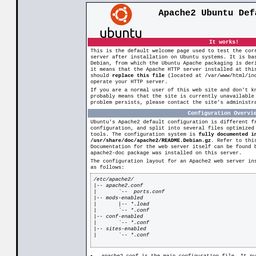 Apache2 Ubuntu Defa
ubuntu
It works!
This is the default welcome page used to test the corr
server after installation on Ubuntu systems. It is base
Debian, from which the Ubuntu Apache packaging is deri
it means that the Apache HTTP server installed at this
should replace this file (located at /var/www/html/ind
operate your HTTP server.
If you are a normal user of this web site and don't kn
probably means that the site is currently unavailable
problem persists, please contact the site's administra
Configuration Overvie
Ubuntu's Apache2 default configuration is different fr
configuration, and split into several files optimized
tools. The configuration system is fully documented in
/usr/share/doc/apache2/README.Debian.gz. Refer to this
Documentation for the web server itself can be found b
apache2-doc package was installed on this server.
The configuration layout for an Apache2 web server ins
as follows:
/etc/apache2/
|-- apache2.conf
| `-- ports.conf
|-- mods-enabled
| |-- *.load
| `-- *.conf
|-- conf-enabled
| `-- *.conf
|-- sites-enabled
| `-- *.conf